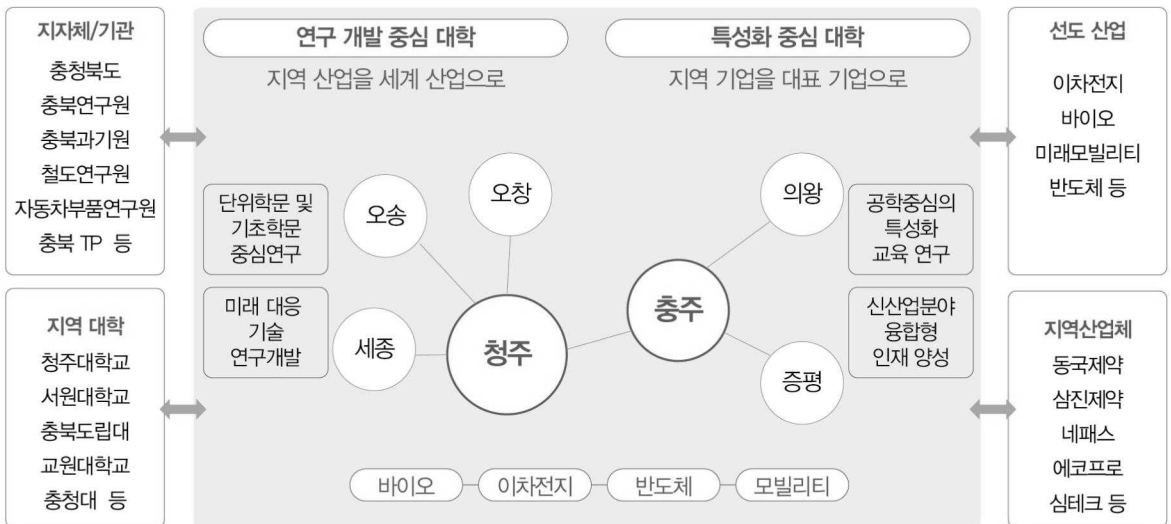 지자체/기관
충청북도
충북연구원
충북과기원
철도연구원
자동차부품연구원
충북 TP 등
지역 대학
청주대학교
서원대학교
충북도립대
교원대학교
충청대 등
연구 개발 중심 대학
지역 산업을 세계 산업으로
특성화 중심 대학
지역 기업을 대표 기업으로
단위학문 및
기초학문
중심연구
미래 대응
기술
연구개발
오송
오창
세종
청주
충주
의왕
증평
공학중심의
특성화
교육 연구
신산업분야
융합형
인재 양성
바이오
이차전지
반도체
모빌리티
선도 산업
이차전지
바이오
미래모빌리티
반도체 등
지역산업체
동국제약
삼진제약
네패스
에코프로
심테크 등